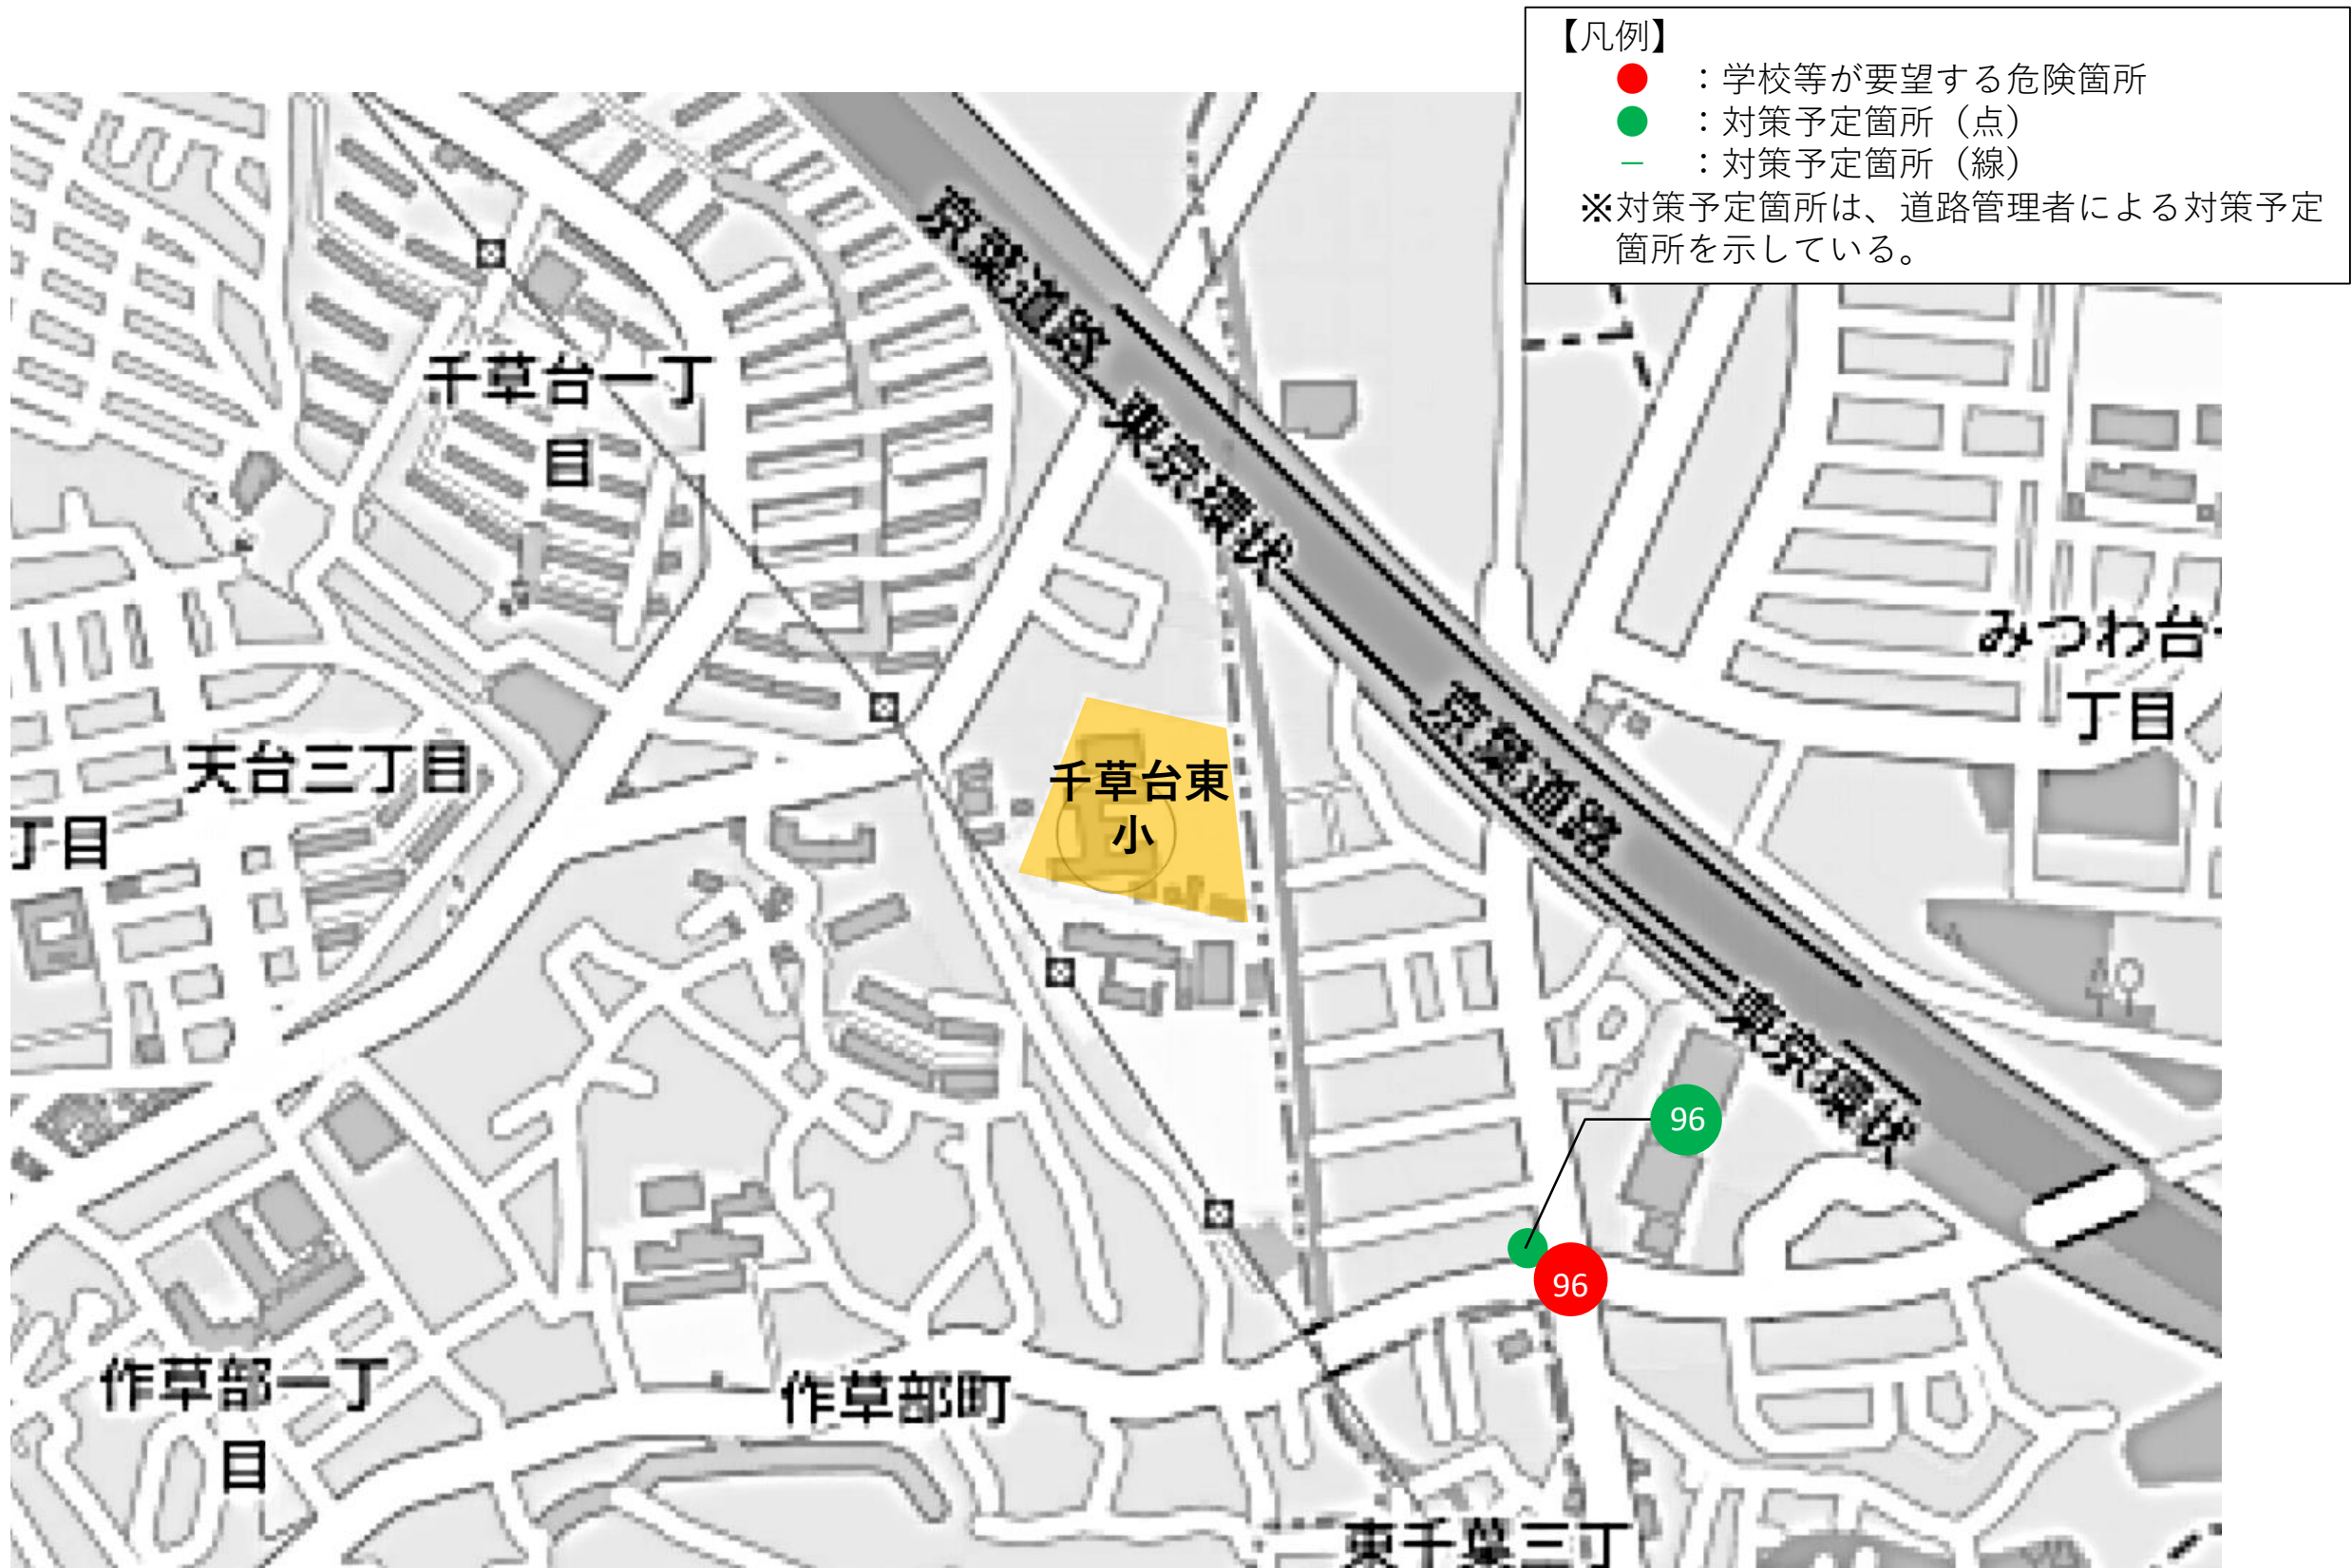 【凡例】
● ：学校等が要望する危険箇所
● ：対策予定箇所（点）
－ ：対策予定箇所（線）
※対策予定箇所は、道路管理者による対策予定
箇所を示している。
京葉道路
東京環状
千草台一丁
目
みつわ台一
丁目
京葉道路
天台三丁目
千草台東
小
丁目
東京環状
96
96
作草部一丁
目
作草部町
東千葉三丁